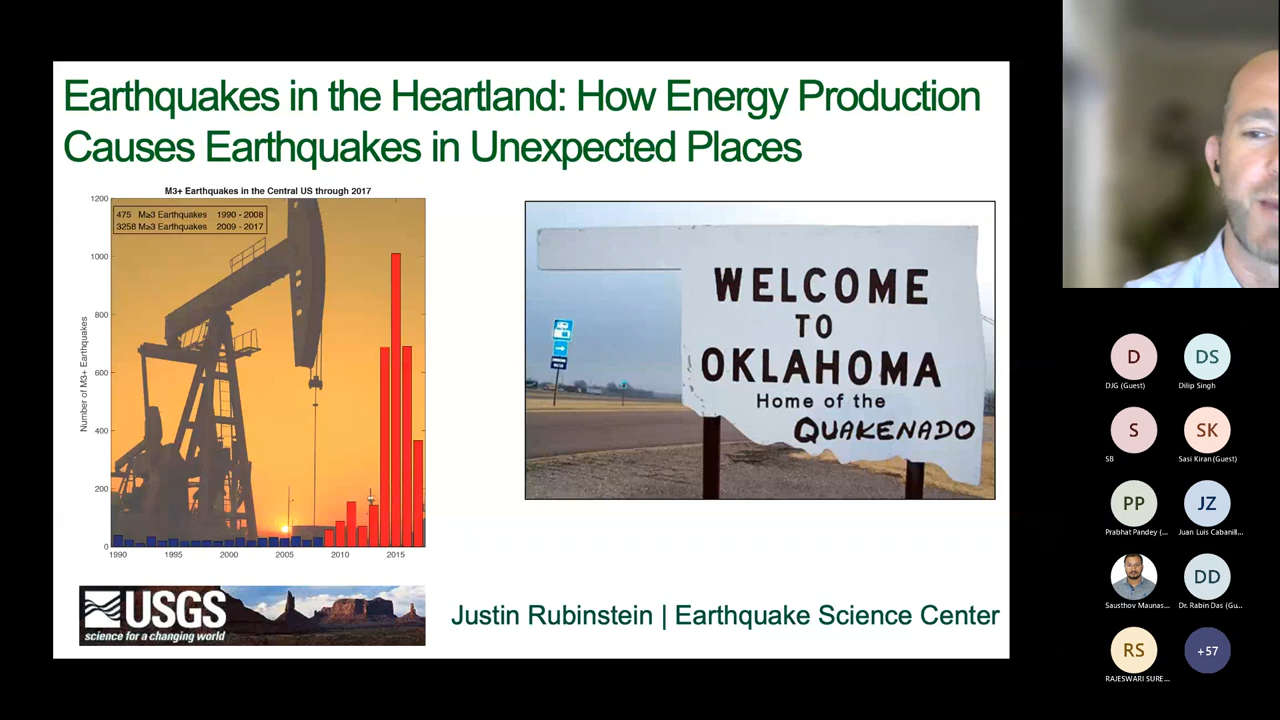 Earthquakes in the Heartland: How Energy Production
Causes Earthquakes in Unexpected Places
M3+ Earthquakes in the Central US through 2017
475 M≥3 Earthquakes 1990 - 2008
3258 M≥3 Earthquakes 2009 - 2017
Number of M3+ Earthquakes
1200
1000
800
600
400
200
0
1990
1995
2000
2005
2010
2015
WELCOME
TO
OKLAHOMA
Home of the
QUAKENADO
USGS
science for a changing world
Justin Rubinstein | Earthquake Science Center
D
DJG (Guest)
DS
Dilip Singh
S
SB
SK
Sasi Kiran (Guest)
PP
Prabhat Pandey (...
JZ
Juan Luis Cabanill...
Sausthov Maunas...
DD
Dr. Rabin Das (Gu...
RS
RAJESWARI SURE...
+57